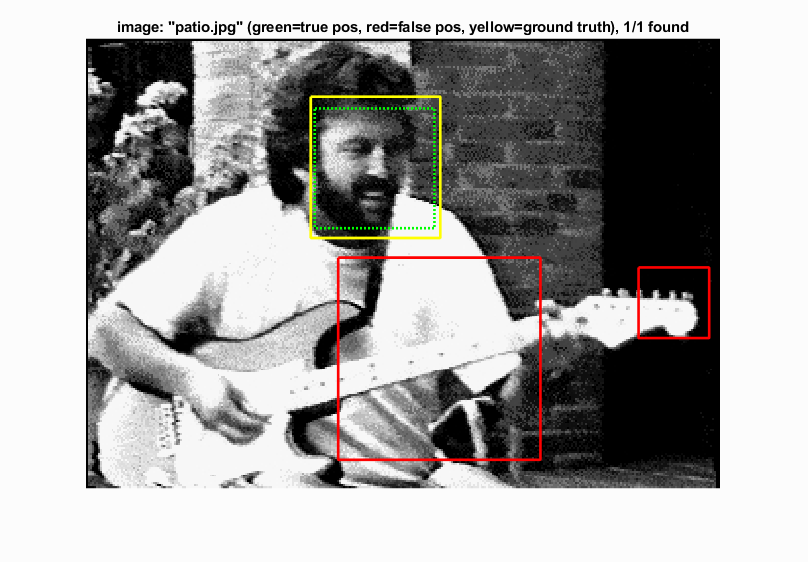 image: "patio.jpg" (green=true pos, red=false pos, yellow=ground truth), 1/1 found